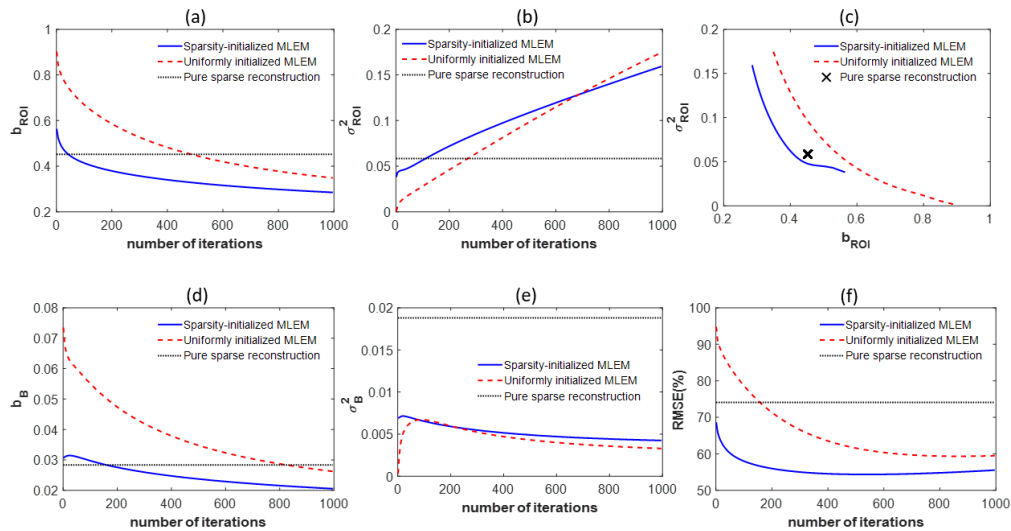 (a)
1
0.8
0.6
0.4
0.2
b_ROI
0 200 400 600 800 1000
number of iterations
Sparsity-initialized MLEM
Uniformly initialized MLEM
Pure sparse reconstruction
(b)
0.2
0.15
0.1
0.05
0
σ²_ROI
0 200 400 600 800 1000
number of iterations
Sparsity-initialized MLEM
Uniformly initialized MLEM
Pure sparse reconstruction
(c)
0.2
0.15
0.1
0.05
0
σ²_ROI
0.2 0.4 0.6 0.8 1
b_ROI
Sparsity-initialized MLEM
Uniformly initialized MLEM
Pure sparse reconstruction
(d)
0.08
0.07
0.06
0.05
0.04
0.03
0.02
b_B
0 200 400 600 800 1000
number of iterations
Sparsity-initialized MLEM
Uniformly initialized MLEM
Pure sparse reconstruction
(e)
0.02
0.015
0.01
0.005
0
σ²_B
0 200 400 600 800 1000
number of iterations
Sparsity-initialized MLEM
Uniformly initialized MLEM
Pure sparse reconstruction
(f)
100
90
80
70
60
50
RMSE(%)
0 200 400 600 800 1000
number of iterations
Sparsity-initialized MLEM
Uniformly initialized MLEM
Pure sparse reconstruction